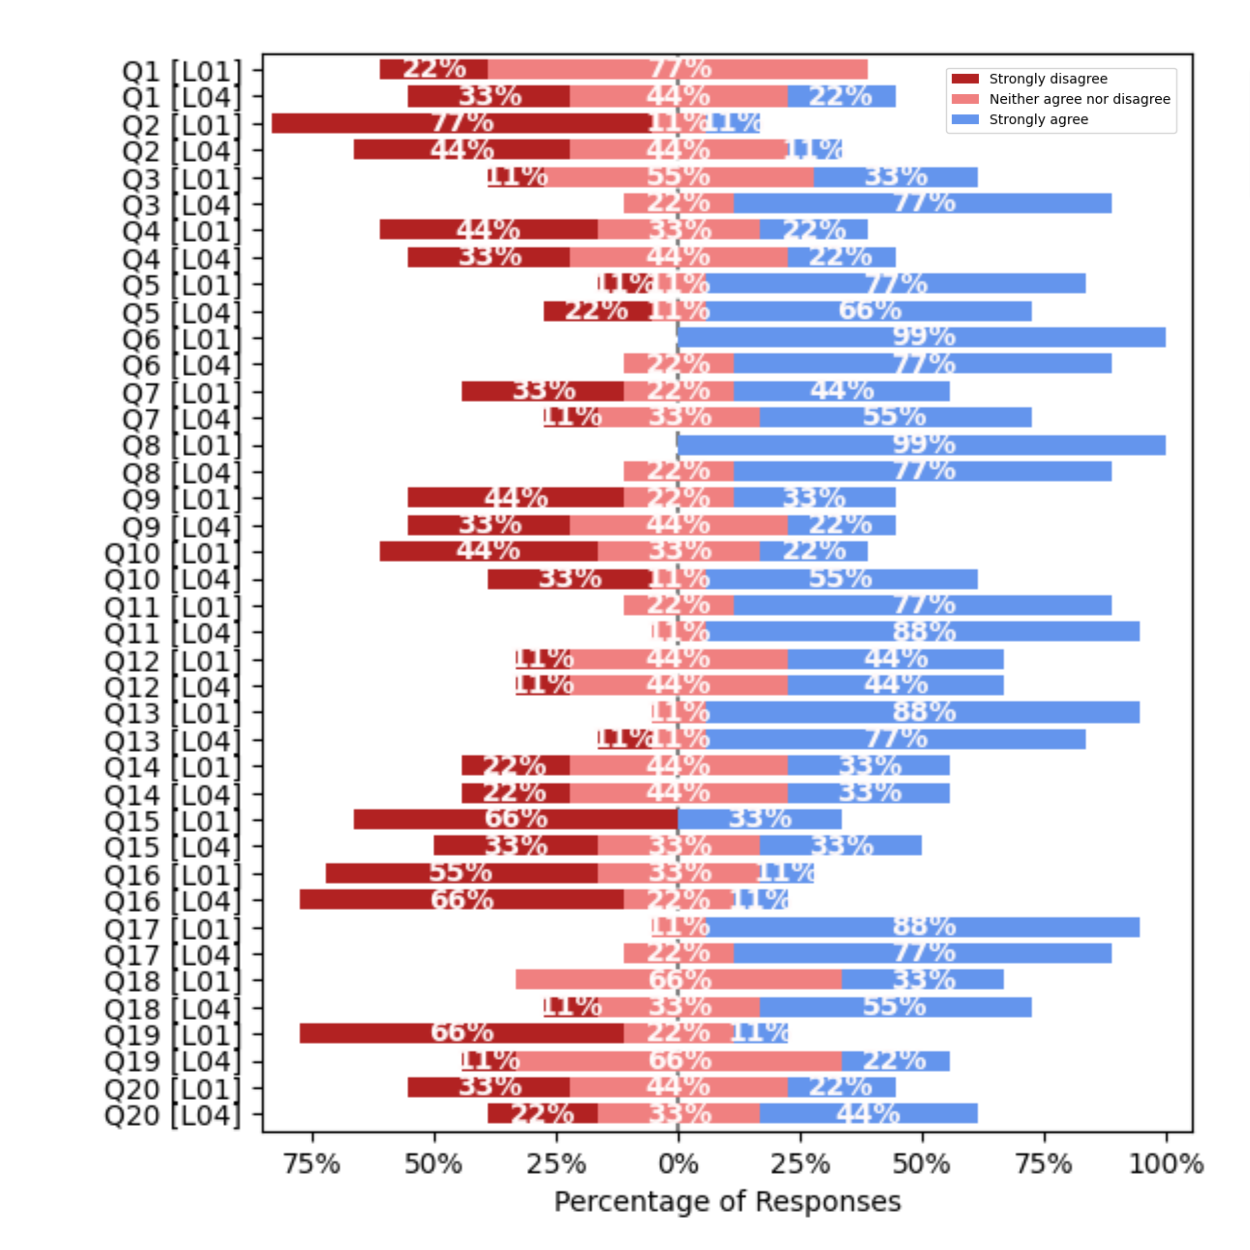 Q1 [L01] 22% 77%
Q1 [L04] 33% 44% 22%
Q2 [L01] 77% 11% 11%
Q2 [L04] 44% 44% 11%
Q3 [L01] 11% 55% 33%
Q3 [L04] 22% 77%
Q4 [L01] 44% 33% 22%
Q4 [L04] 33% 44% 22%
Q5 [L01] 11% 11% 77%
Q5 [L04] 22% 11% 66%
Q6 [L01] 99%
Q6 [L04] 22% 77%
Q7 [L01] 33% 22% 44%
Q7 [L04] 11% 33% 55%
Q8 [L01] 99%
Q8 [L04] 22% 77%
Q9 [L01] 44% 22% 33%
Q9 [L04] 33% 44% 22%
Q10 [L01] 44% 33% 22%
Q10 [L04] 33% 11% 55%
Q11 [L01] 22% 77%
Q11 [L04] 11% 88%
Q12 [L01] 11% 44% 44%
Q12 [L04] 11% 44% 44%
Q13 [L01] 11% 88%
Q13 [L04] 11% 11% 77%
Q14 [L01] 22% 44% 33%
Q14 [L04] 22% 44% 33%
Q15 [L01] 66% 33%
Q15 [L04] 33% 33% 33%
Q16 [L01] 55% 33% 11%
Q16 [L04] 66% 22% 11%
Q17 [L01] 11% 88%
Q17 [L04] 22% 77%
Q18 [L01] 66% 33%
Q18 [L04] 11% 33% 55%
Q19 [L01] 66% 22% 11%
Q19 [L04] 11% 66% 22%
Q20 [L01] 33% 44% 22%
Q20 [L04] 22% 33% 44%
Strongly disagree
Neither agree nor disagree
Strongly agree
75% 50% 25% 0% 25% 50% 75% 100%
Percentage of Responses